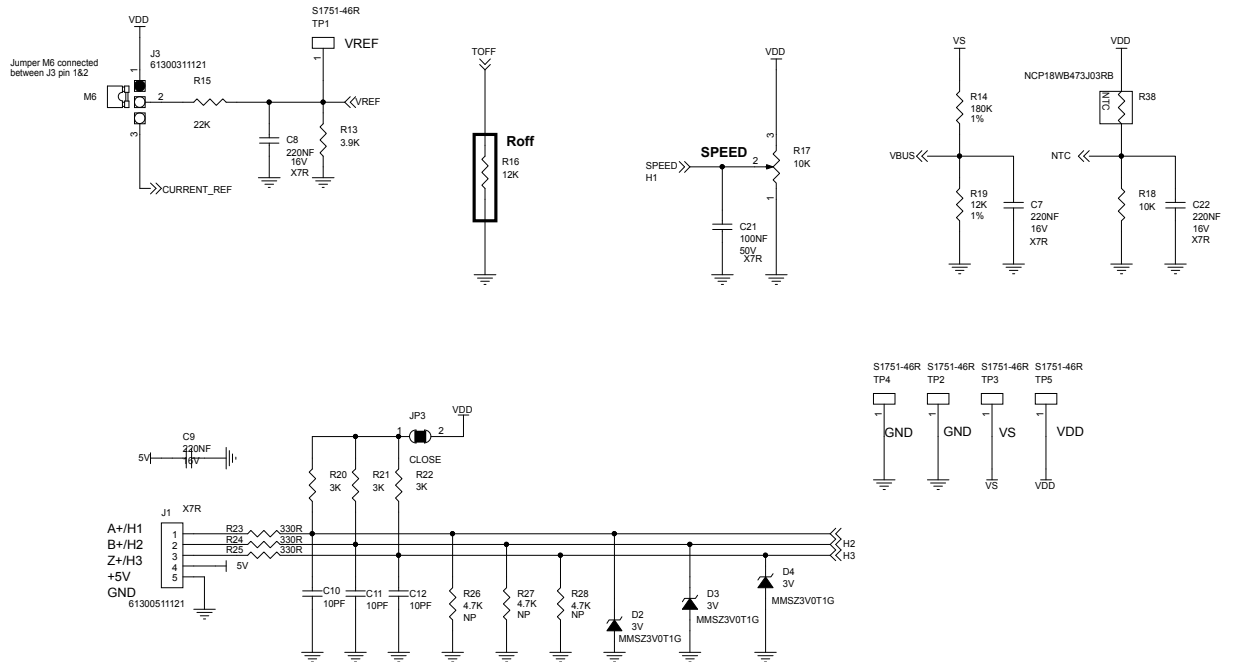 VDD
Jumper M6 connected
between J3 pin 1&2
J3
61300311121
M6
1
2
3
R15
22K
S1751-46R
TP1
VREF
1
VREF
C8
220NF
16V
X7R
R13
3.9K
CURRENT_REF
TOFF
Roff
R16
12K
VDD
SPEED
H1
SPEED
2
3
R17
10K
1
C21
100NF
50V
X7R
VS
R14
180K
1%
VBUS
R19
12K
1%
C7
220NF
16V
X7R
VDD
NCP18WB473J03RB
NTC
R38
NTC
R18
10K
C22
220NF
16V
X7R
S1751-46R S1751-46R S1751-46R S1751-46R
TP4 TP2 TP3 TP5
1 1 1 1
GND GND VS VDD
VS VDD
C9
220NF
16V
5V
X7R
JP3
1 2
VDD
CLOSE
R20
3K
R21
3K
R22
3K
J1
A+/H1 1 R23 330R
B+/H2 2 R24 330R H2
Z+/H3 3 R25 330R H3
+5V 4 5V
GND 5
61300511121
C10
10PF
C11
10PF
C12
10PF
R26
4.7K
NP
R27
4.7K
NP
R28
4.7K
NP
D2
3V
MMSZ3V0T1G
D3
3V
MMSZ3V0T1G
D4
3V
MMSZ3V0T1G